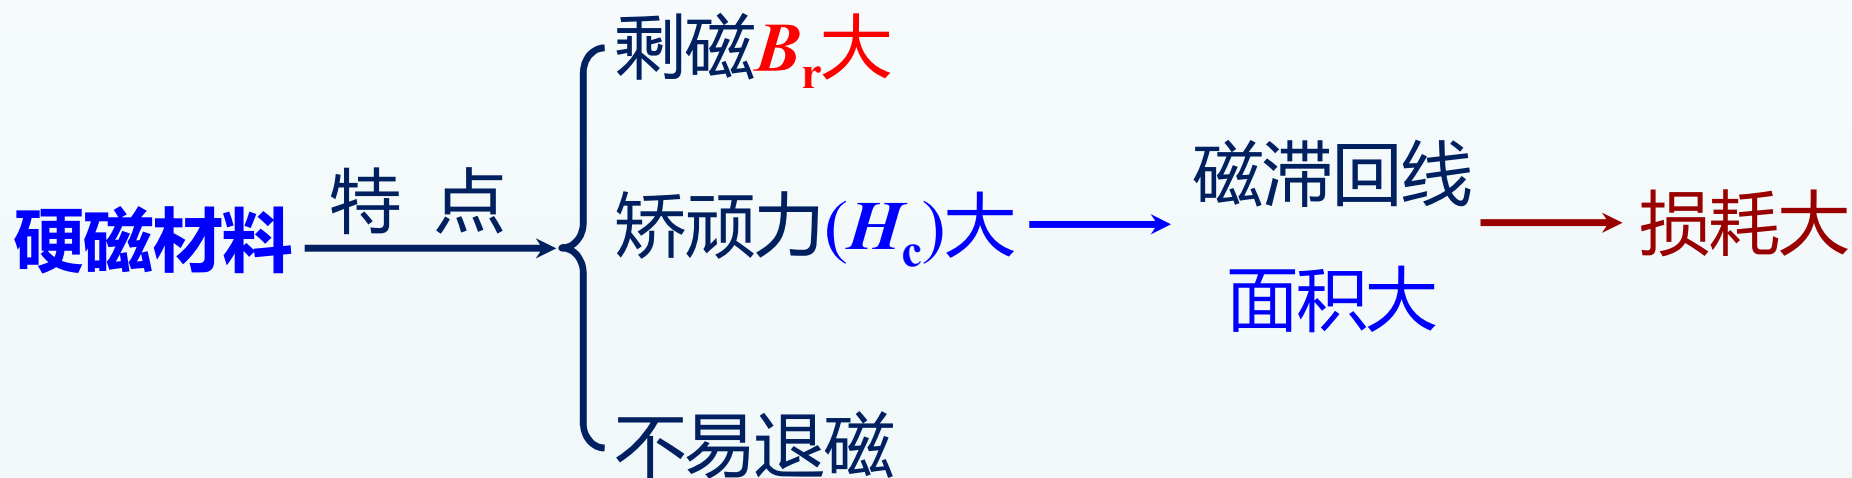 硬磁材料
特 点
剩磁Br大
矫顽力(Hc)大
不易退磁
磁滞回线
面积大
损耗大